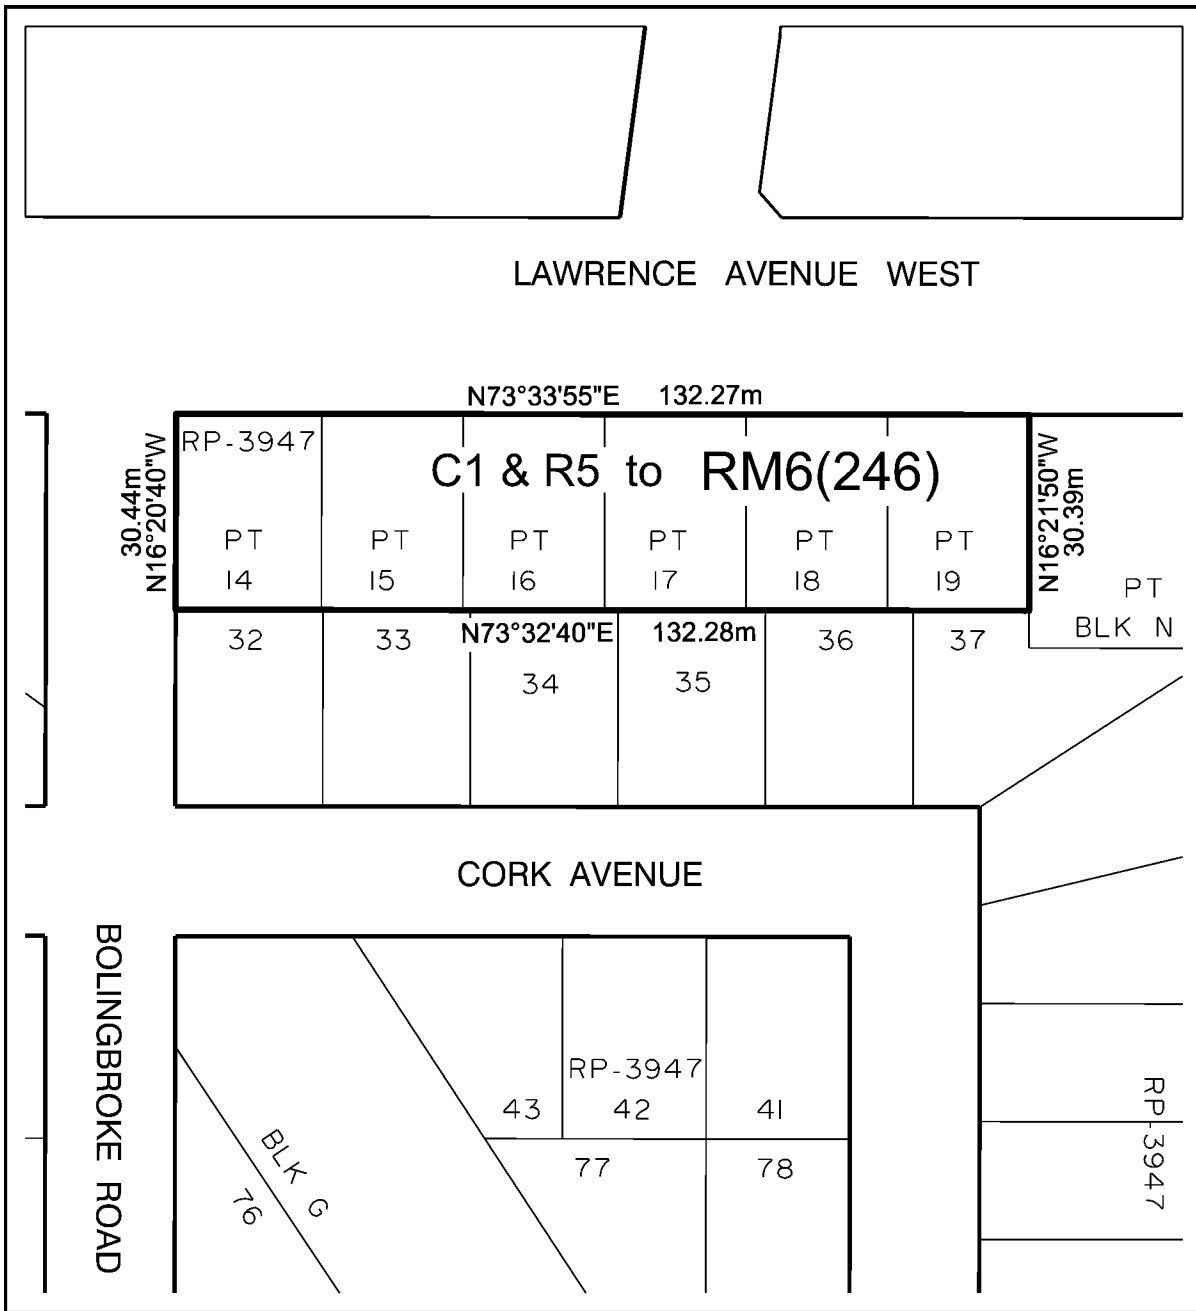 LAWRENCE AVENUE WEST
N73°33'55"E 132.27m
30.44m
N16°20'40"W
RP-3947
C1 & R5 to RM6(246)
N16°21'50"W
30.39m
PT PT PT PT PT PT
14 15 16 17 18 19
PT
BLK N
32 33 N73°32'40"E 132.28m 36 37
34 35
CORK AVENUE
BOLINGBROKE ROAD
RP-3947
43 42 41
77 78
BLK G
76
RP-3947